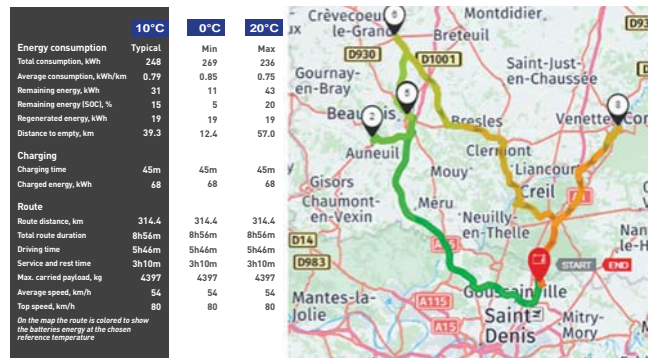 10°C 0°C 20°C
Energy consumption Typical Min Max
Total consumption, kWh 248 269 236
Average consumption, kWh/km 0.79 0.85 0.75
Remaining energy, kWh 31 11 43
Remaining energy (SOC), % 15 5 20
Regenerated energy, kWh 19 19 19
Distance to empty, km 39.3 12.4 57.0
Charging
Charging time 45m 45m 45m
Charged energy, kWh 68 68 68
Route
Route distance, km 314.4 314.4 314.4
Total route duration 8h56m 8h56m 8h56m
Driving time 5h46m 5h46m 5h46m
Service and rest time 3h10m 3h10m 3h10m
Max. carried payload, kg 4397 4397 4397
Average speed, km/h 54 54 54
Top speed, km/h 80 80 80
On the map the route is colored to show
the batteries energy at the chosen
reference temperature
Crèvecoeur
le-Grand
Montdidier
Breteuil
D930
D1001
D93
Gournay-
en-Bray
Saint-Just-
en-Chaussée
5
Beauvais
2
Bresles
Venette
Auneuil
Clermont
Mouy
Liancour
Gisors
Creil
Chaumont-
en-Vexin
Méru
Neuilly-
en-Thelle
Nan
le-H
D14
D983
START END
Goussainville
Mantes-la-
Jolie
A115
A15
Saint
Denis
Mitry-
Mory